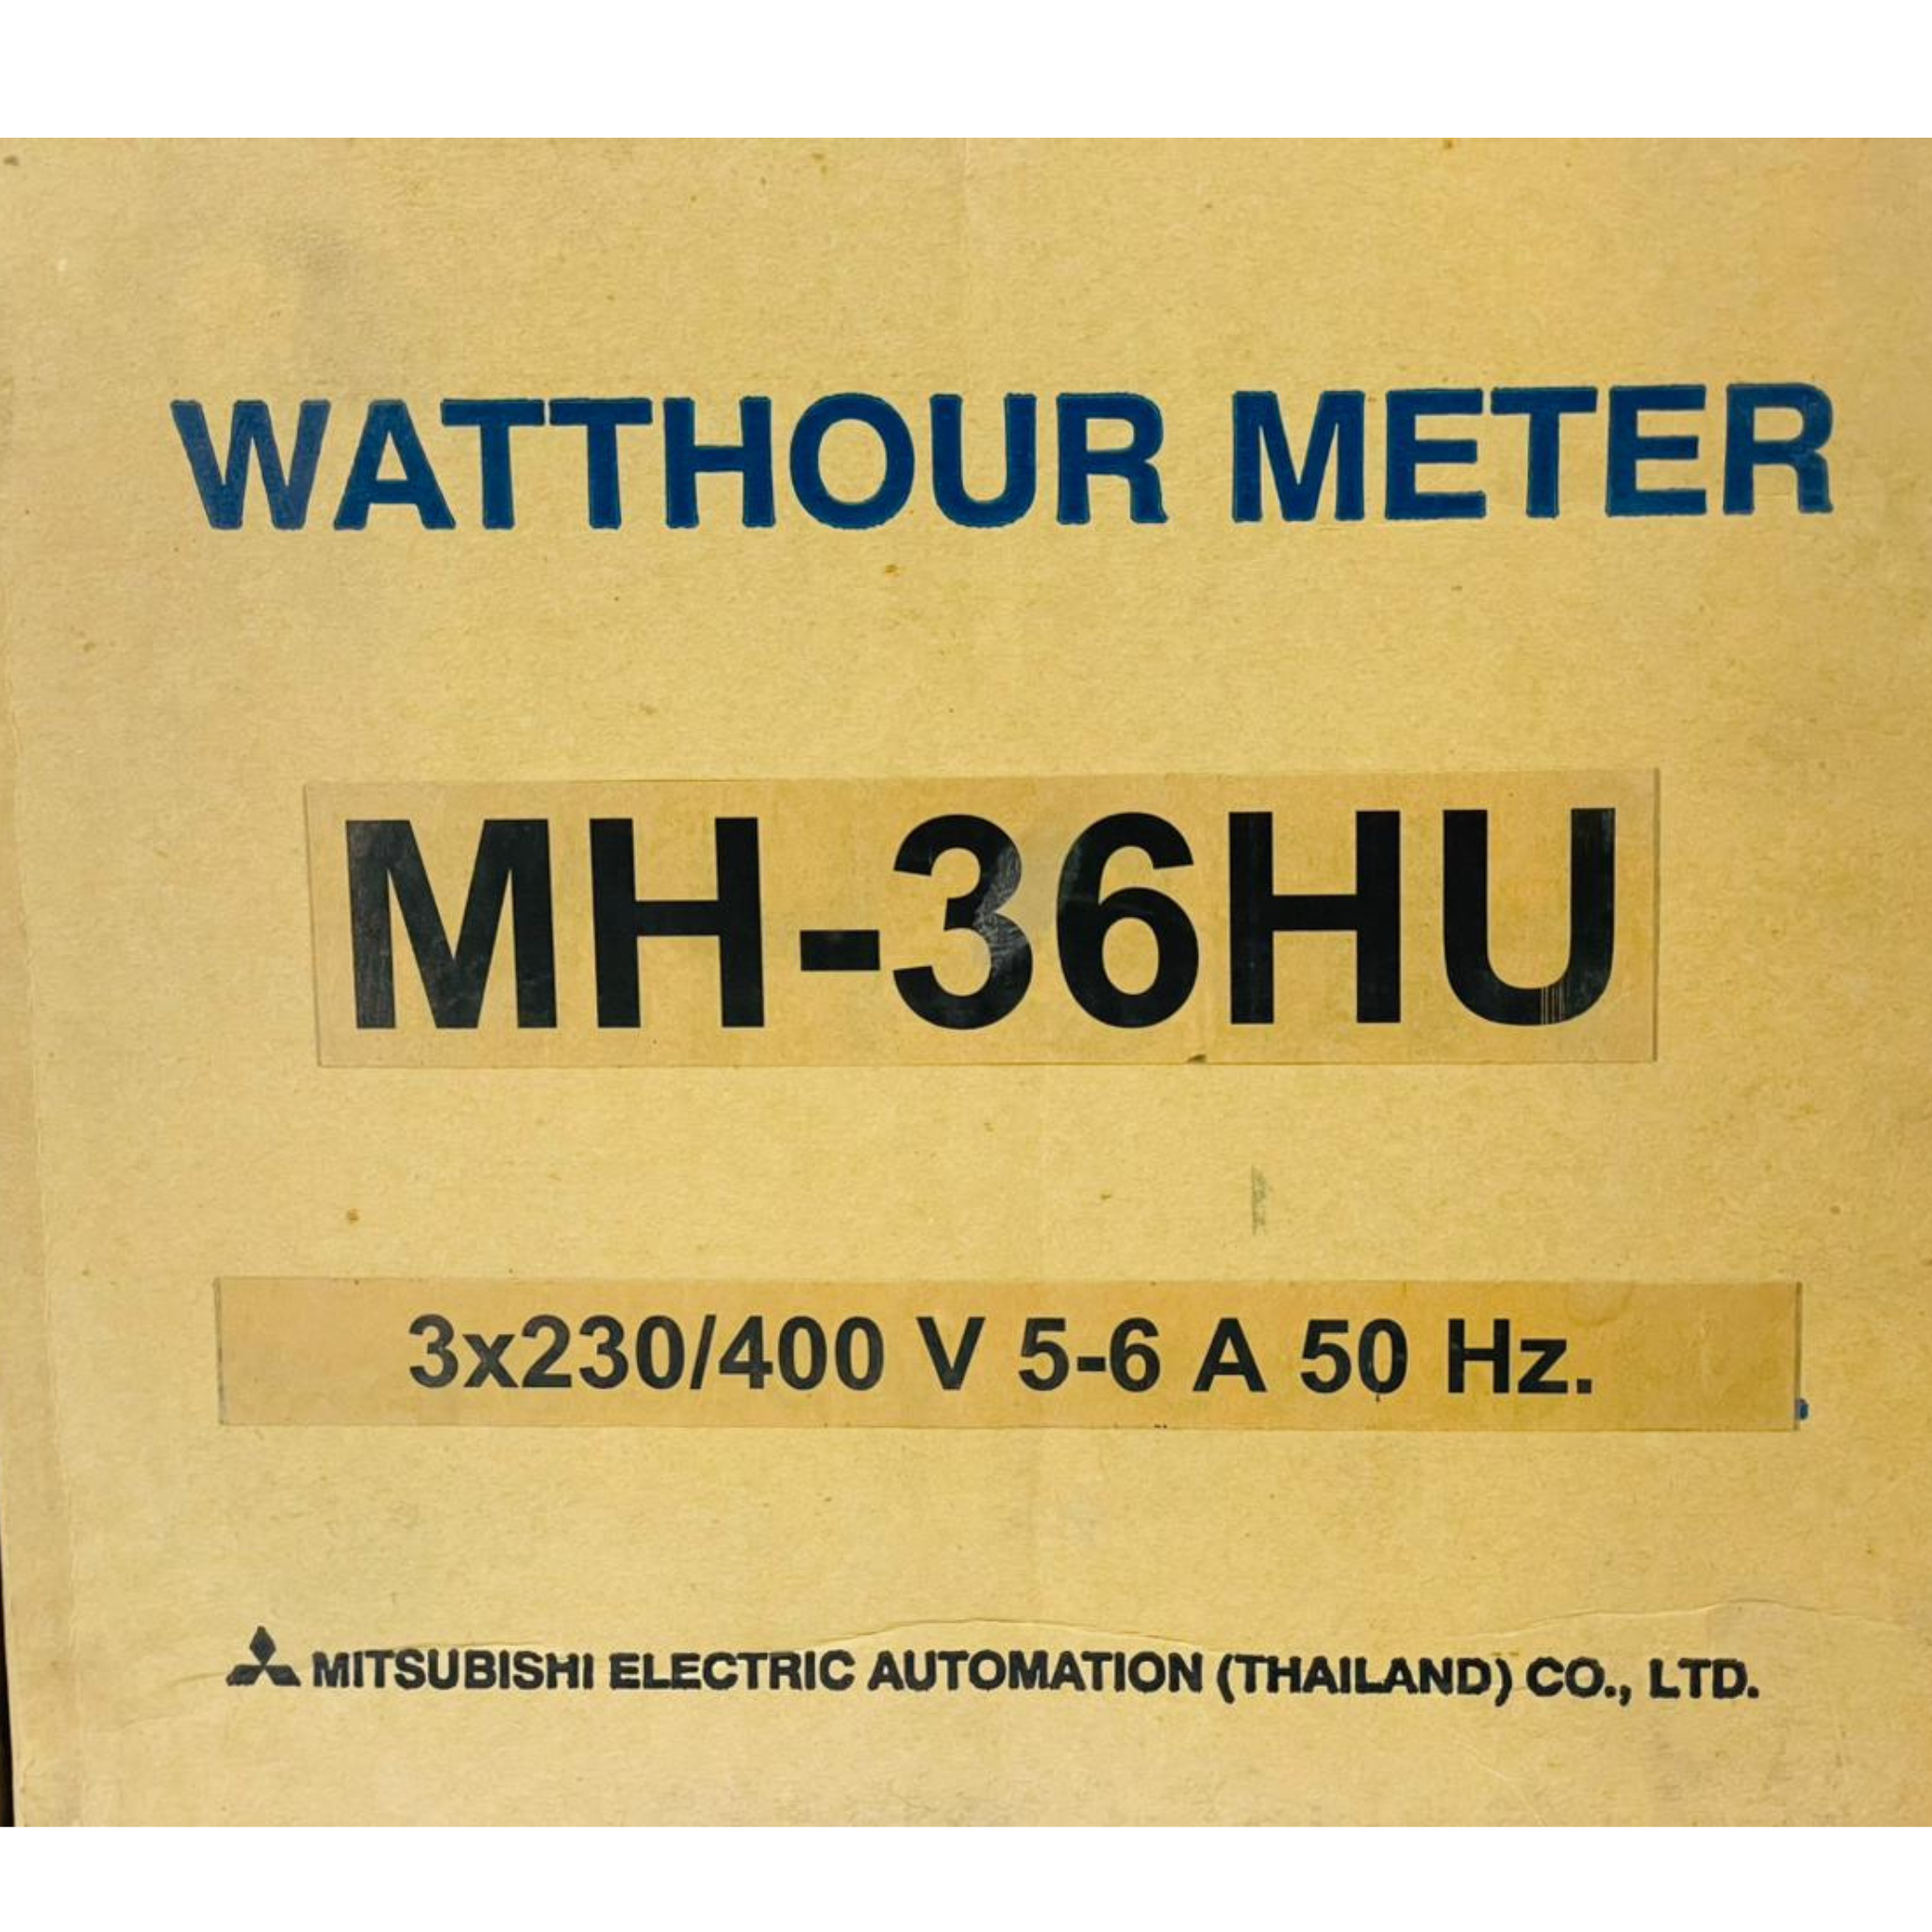 WATTHOUR METER
MH-36HU
3x230/400 V 5-6 A 50 Hz.
MITSUBISHI ELECTRIC AUTOMATION (THAILAND) CO., LTD.